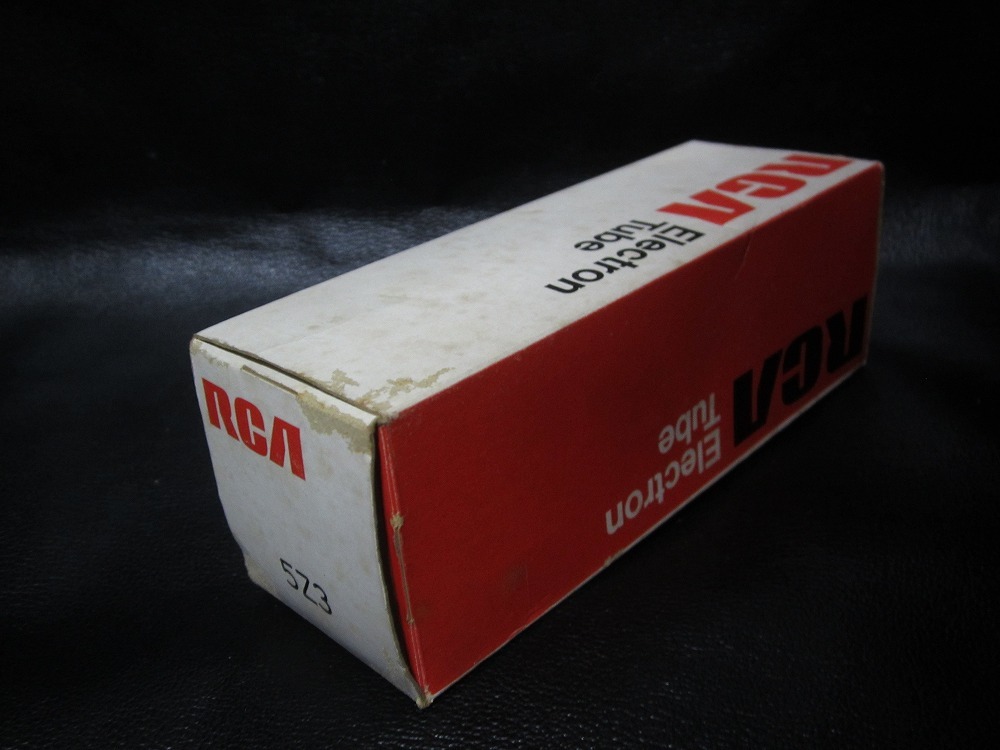 RCA
Electron
Tube
RCA
Electron
Tube
RCA
5Z3